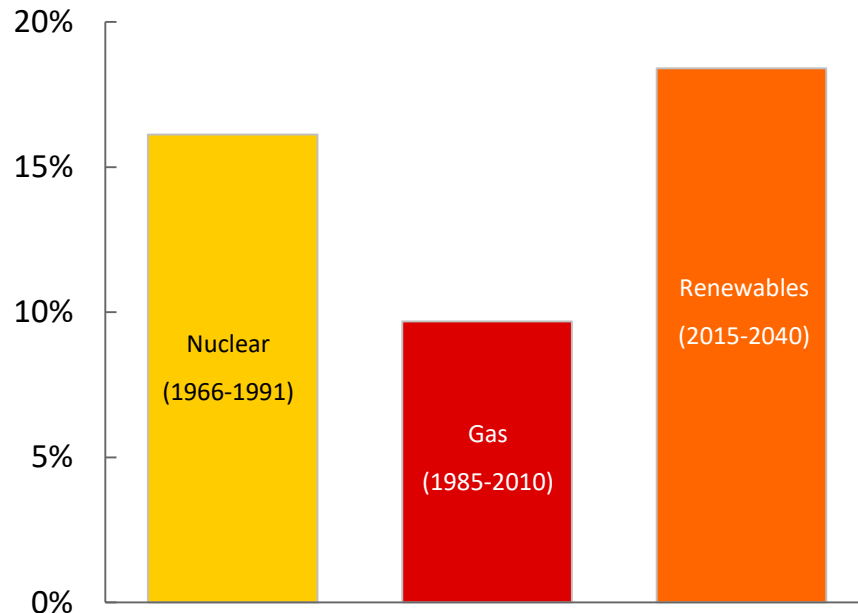 20%
15%
10%
5%
0%
Nuclear
(1966-1991)
Gas
(1985-2010)
Renewables
(2015-2040)